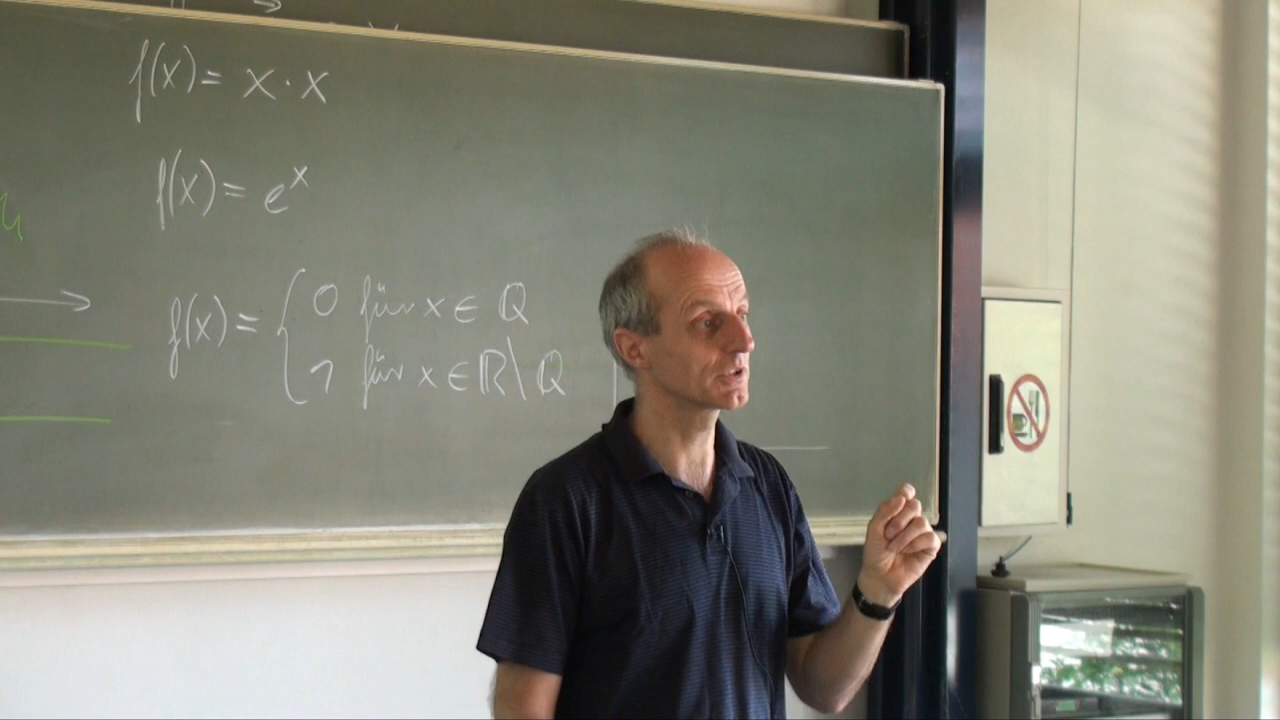 f(x) = x · x
f(x) = e^x
f(x) = { 0 für x ∈ ℚ
1 für x ∈ ℝ \ ℚ